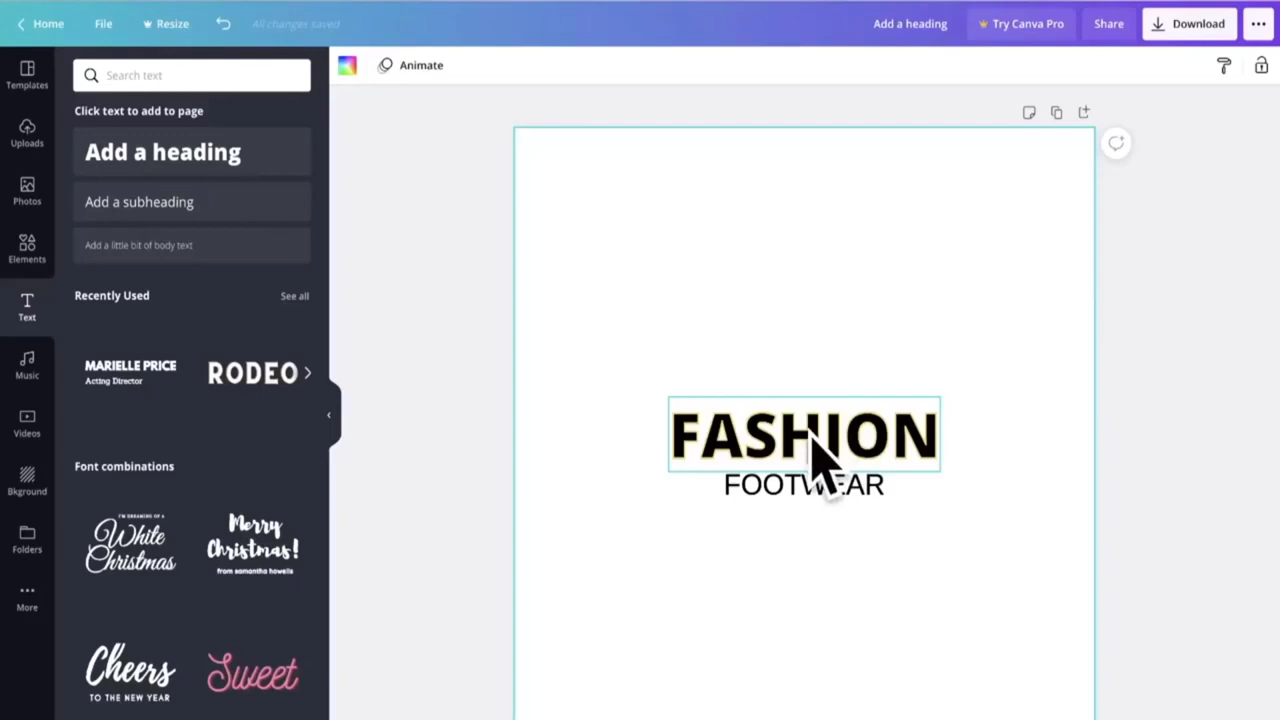 Home File Resize All changes saved Add a heading Try Canva Pro Share Download
Templates
Uploads
Photos
Elements
Text
Music
Videos
Bkground
Folders
More
Search text
Click text to add to page
Add a heading
Add a subheading
Add a little bit of body text
Recently Used See all
MARIELLE PRICE
Acting Director
RODEO
Font combinations
I'M DREAMING OF A
White
Christmas
Merry
Christmas!
from samantha howells
Cheers
TO THE NEW YEAR
Sweet
Animate
FASHION
FOOTWEAR